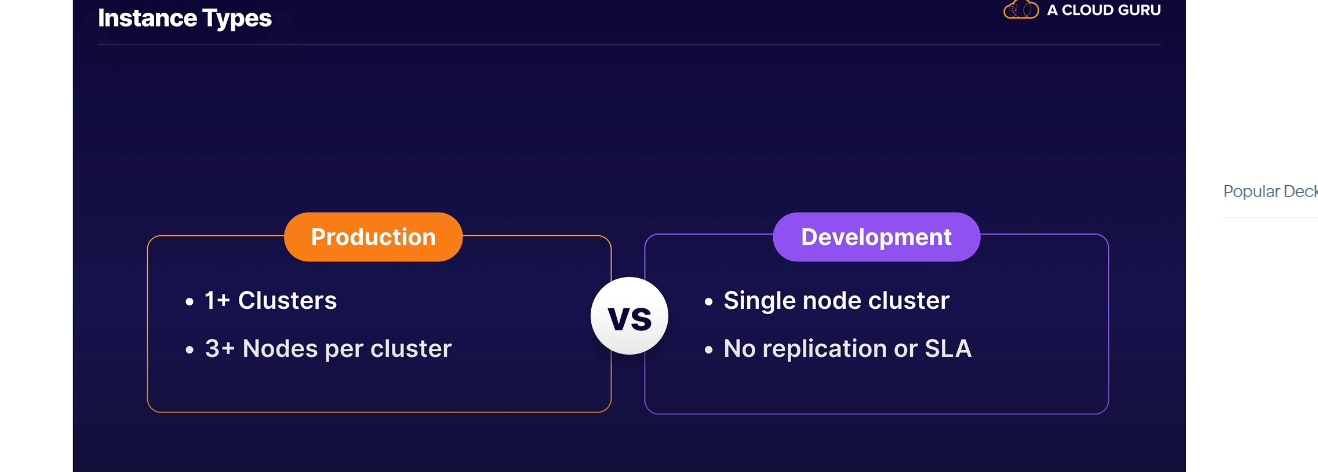 Instance Types
A CLOUD GURU
Popular Deck
Production
• 1+ Clusters
• 3+ Nodes per cluster
vs
Development
• Single node cluster
• No replication or SLA